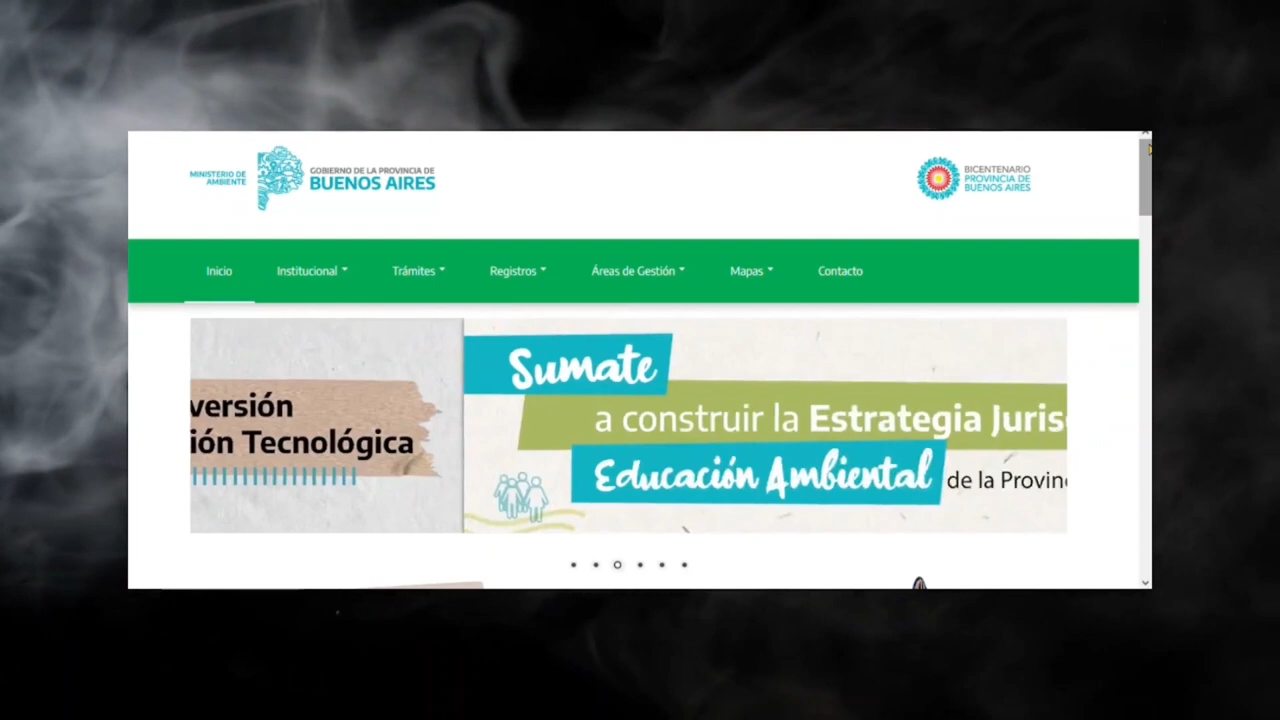 MINISTERIO DE
AMBIENTE
GOBIERNO DE LA PROVINCIA DE
BUENOS AIRES
BICENTENARIO
PROVINCIA DE
BUENOS AIRES
Inicio
Institucional
Trámites
Registros
Áreas de Gestión
Mapas
Contacto
versión
ión Tecnológica
Sumate
a construir la Estrategia Juris
Educación Ambiental de la Provin